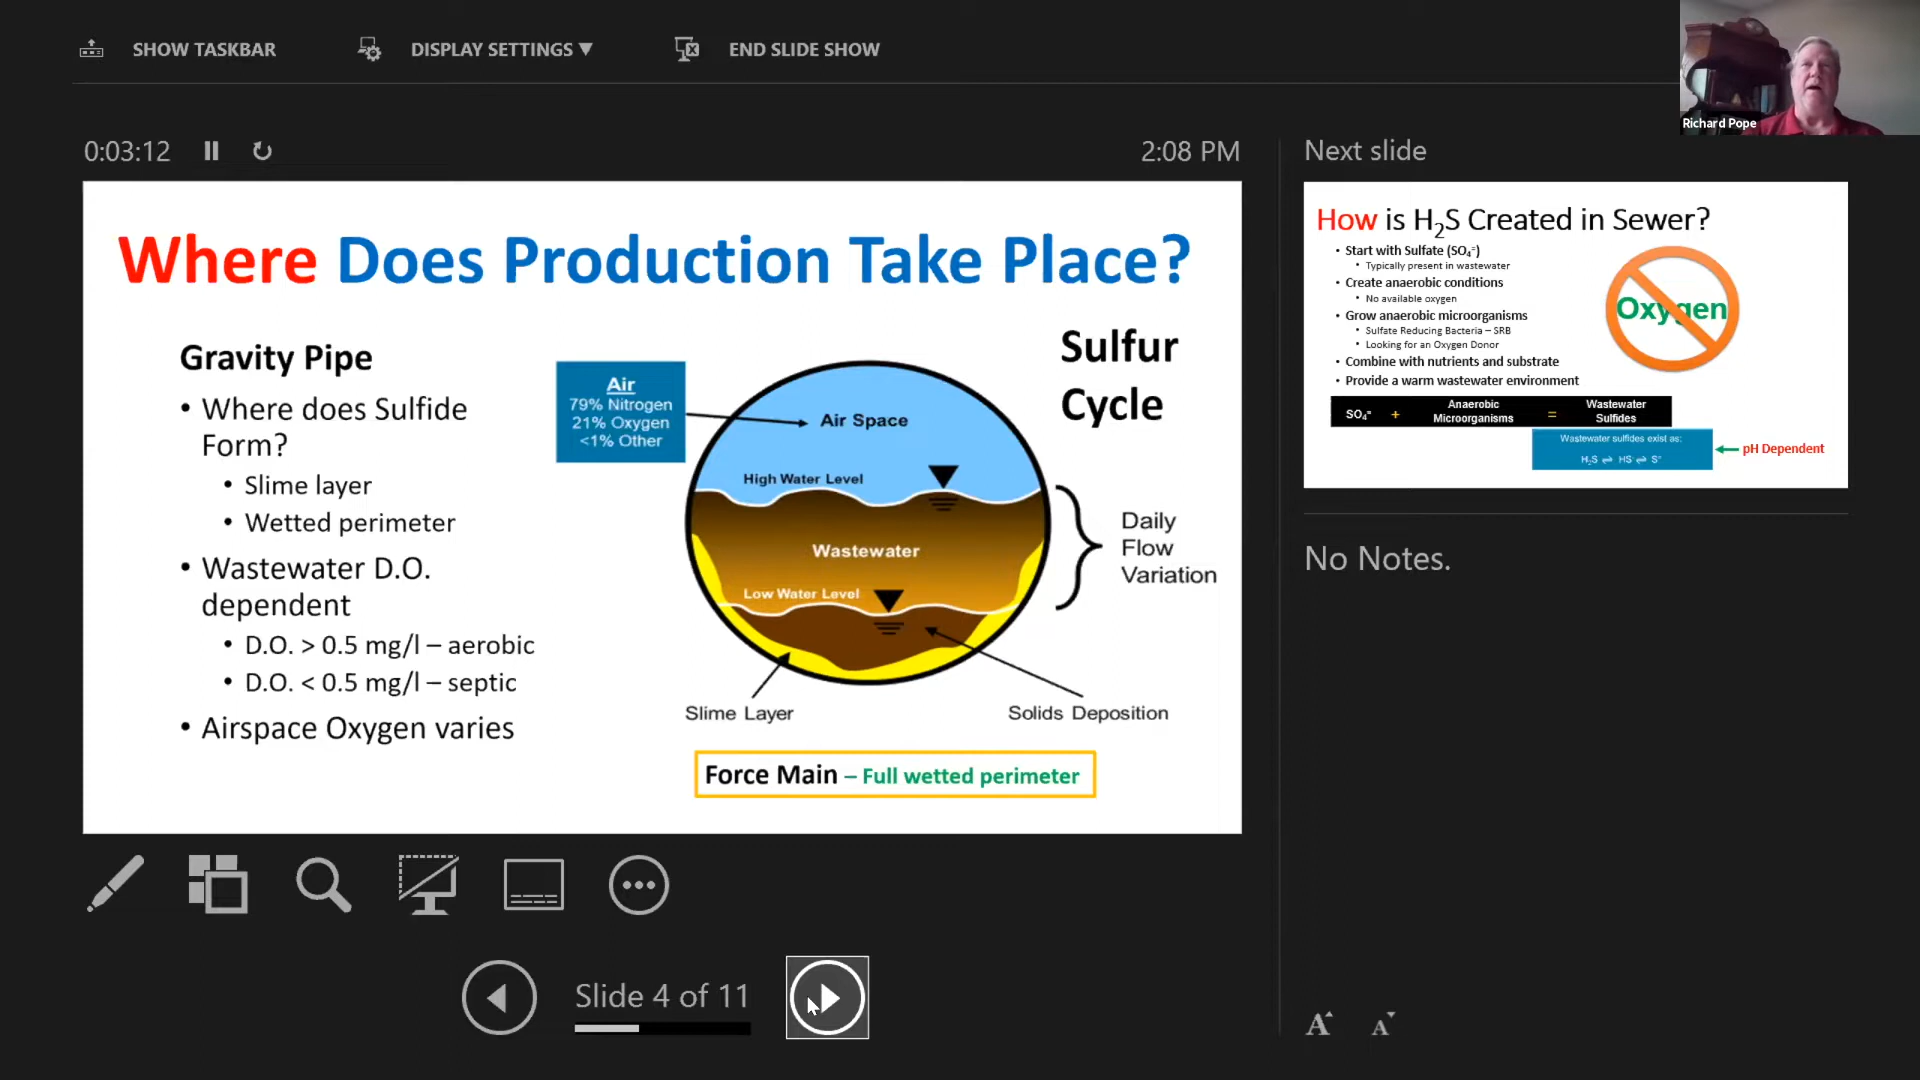 SHOW TASKBAR
DISPLAY SETTINGS ▼
END SLIDE SHOW
Richard Pope
0:03:12
2:08 PM
Where Does Production Take Place?
Gravity Pipe
• Where does Sulfide
Form?
• Slime layer
• Wetted perimeter
• Wastewater D.O.
dependent
• D.O. > 0.5 mg/l – aerobic
• D.O. < 0.5 mg/l – septic
• Airspace Oxygen varies
Air
79% Nitrogen
21% Oxygen
<1% Other
Sulfur
Cycle
Air Space
High Water Level
Wastewater
Low Water Level
Daily
Flow
Variation
Slime Layer
Solids Deposition
Force Main – Full wetted perimeter
Slide 4 of 11
Next slide
How is H₂S Created in Sewer?
• Start with Sulfate (SO₄⁼)
• Typically present in wastewater
• Create anaerobic conditions
• No available oxygen
• Grow anaerobic microorganisms
• Sulfate Reducing Bacteria – SRB
• Looking for an Oxygen Donor
• Combine with nutrients and substrate
• Provide a warm wastewater environment
Oxygen
SO₄⁼ + Anaerobic
Microorganisms = Wastewater
Sulfides
Wastewater sulfides exist as:
H₂S ⇌ HS ⇌ S⁼
pH Dependent
No Notes.
A A